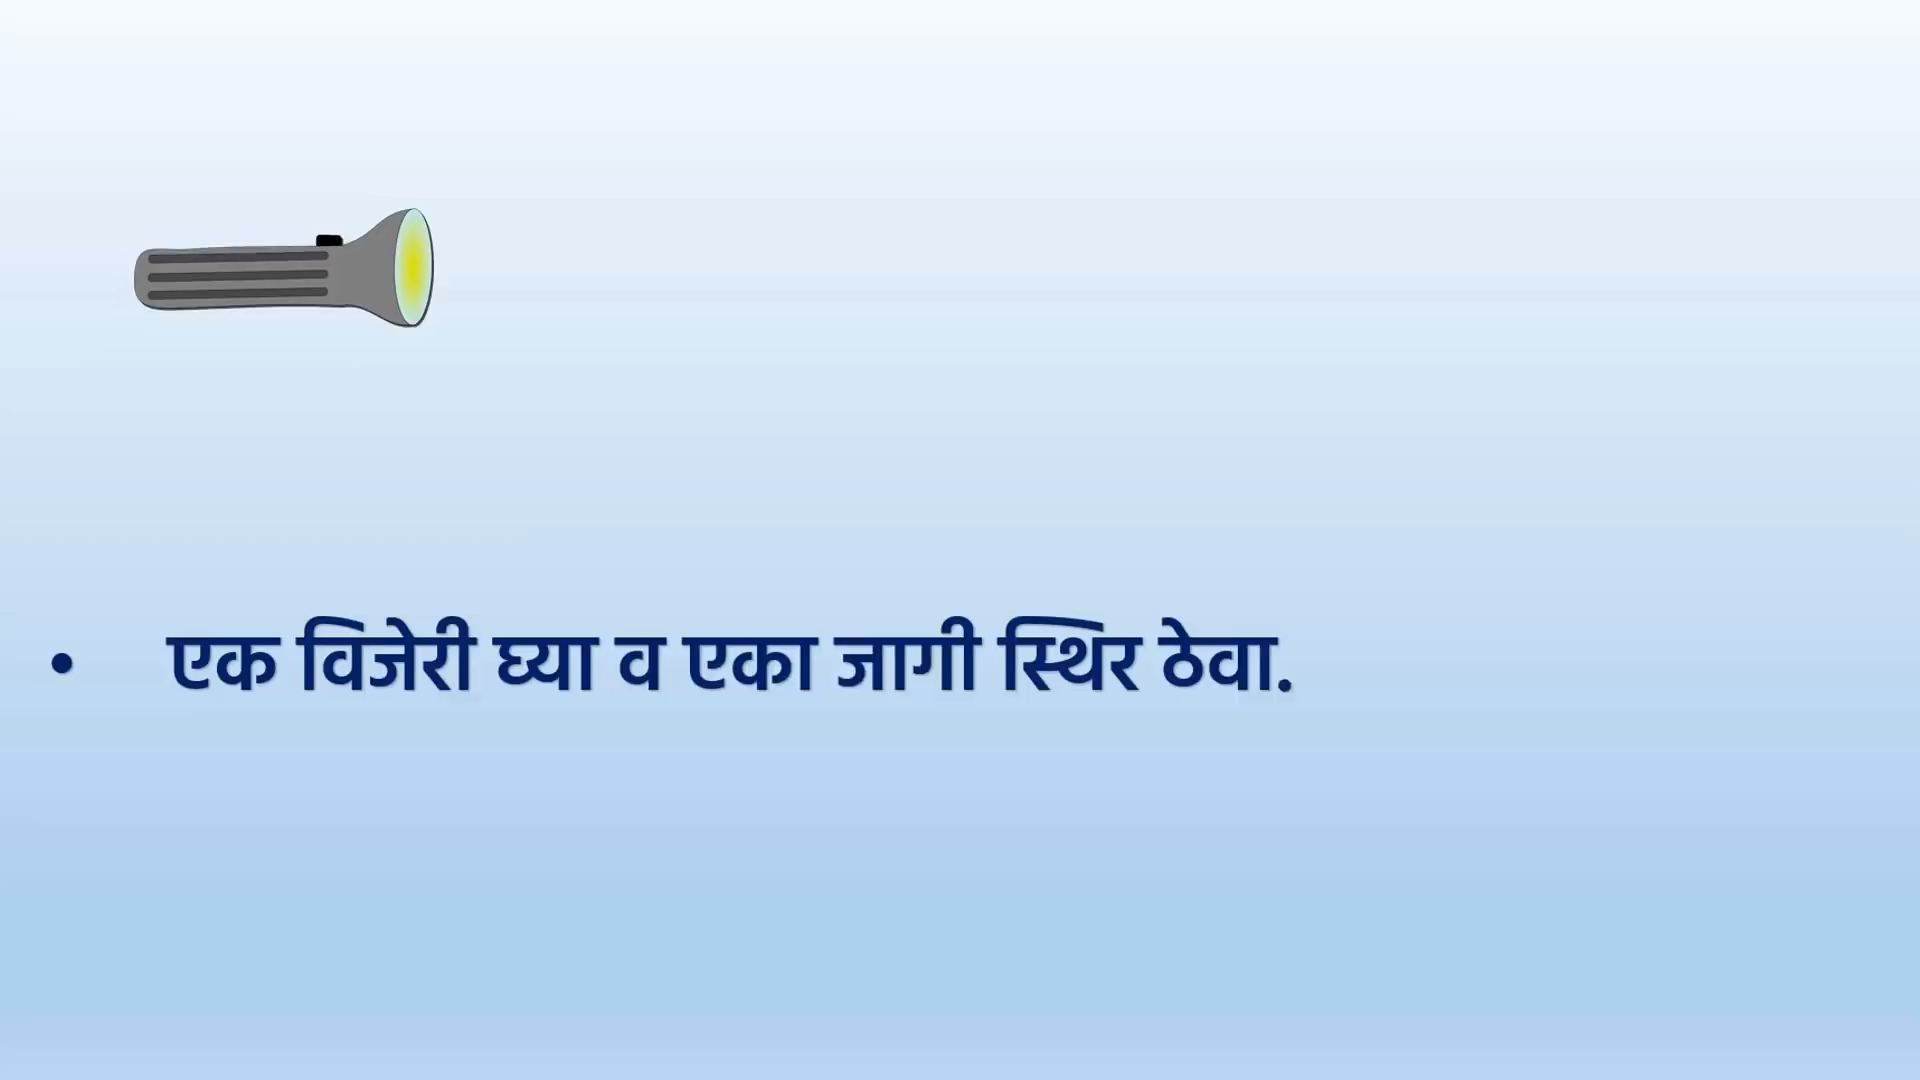 • एक विजेरी घ्या व एका जागी स्थिर ठेवा.